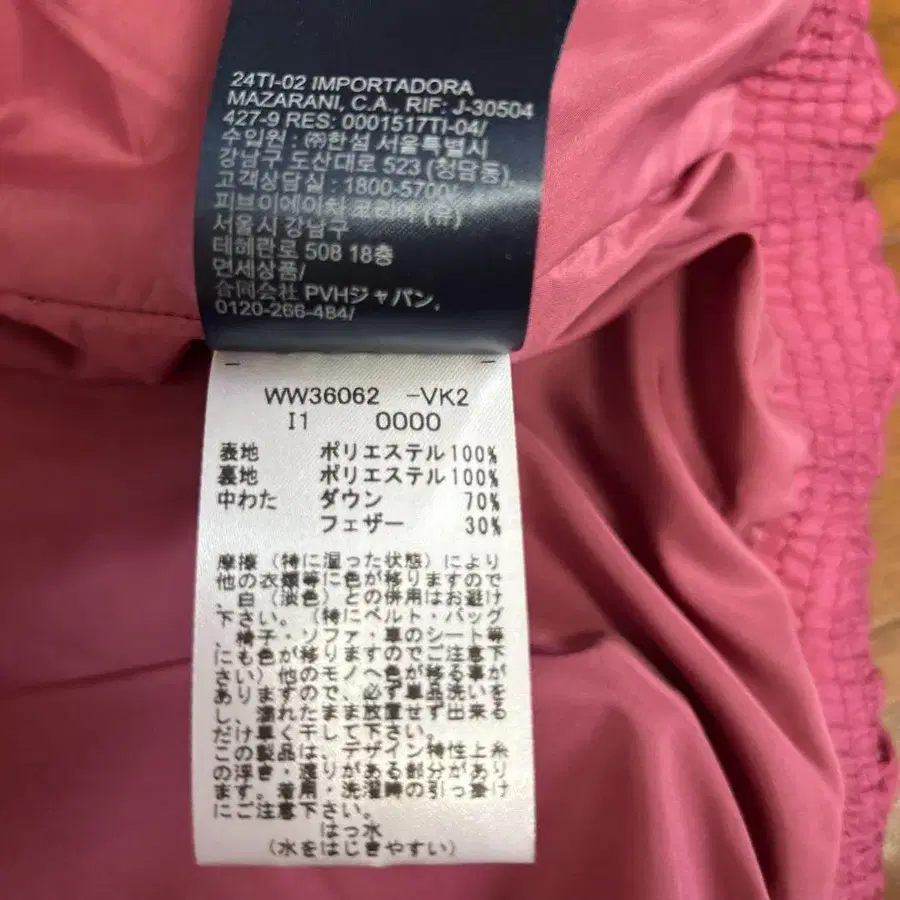 24TI-02 IMPORTADORA
MAZARANI, C.A., RIF: J-30504
427-9 RES: 0001517TI-04/
수입원 : ㈜한섬 서울특별시
강남구 도산대로 523 (청담동),
고객상담실 : 1800-5700/
피브이에이치 코리아 (유)
서울시 강남구
테헤란로 508 18층
면세상품/
合同会社 PVHジャパン,
0120-266-484/
WW36062 -VK2
I1 0000
表地 ポリエステル100%
裏地 ポリエステル100%
中わた ダウン 70%
フェザー 30%
摩擦（特に湿った状態）により
他の衣類等に色が移りますので
、白（淡色）との併用はお避け
下さい。（特にベルト・バッグ
、椅子・ソファ・車のシート等
にも色が移りますのでご注意下
さい）他のモノへ色が移る事が
ありますので、必ず単品洗いを
し、濡れたまま放置せず出来る
だけ早く干して下さい。
この製品は、デザイン特性上糸
の浮き・渡りがある部分があり
ます。着用・洗濯時の引っ掛け
にご注意下さい。
はっ水
（水をはじきやすい）